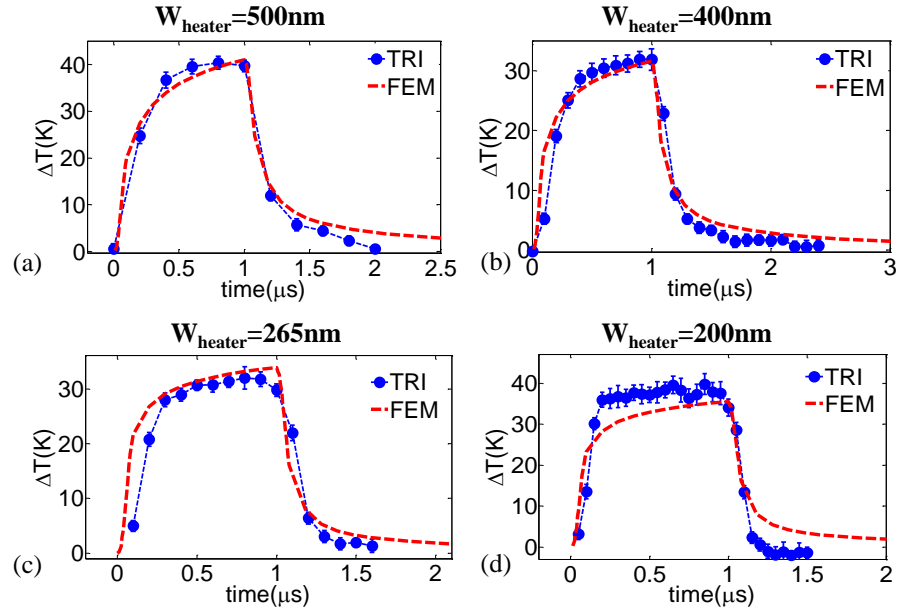 W_heater=500nm
W_heater=400nm
40
30
20
10
0
ΔT(K)
TRI
FEM
0
0.5
1
1.5
2
2.5
time(μs)
(a)
30
20
10
0
ΔT(K)
TRI
FEM
0
1
2
3
time(μs)
(b)
W_heater=265nm
W_heater=200nm
30
20
10
0
ΔT(K)
TRI
FEM
0
0.5
1
1.5
2
time(μs)
(c)
40
30
20
10
0
ΔT(K)
TRI
FEM
0
0.5
1
1.5
2
time(μs)
(d)